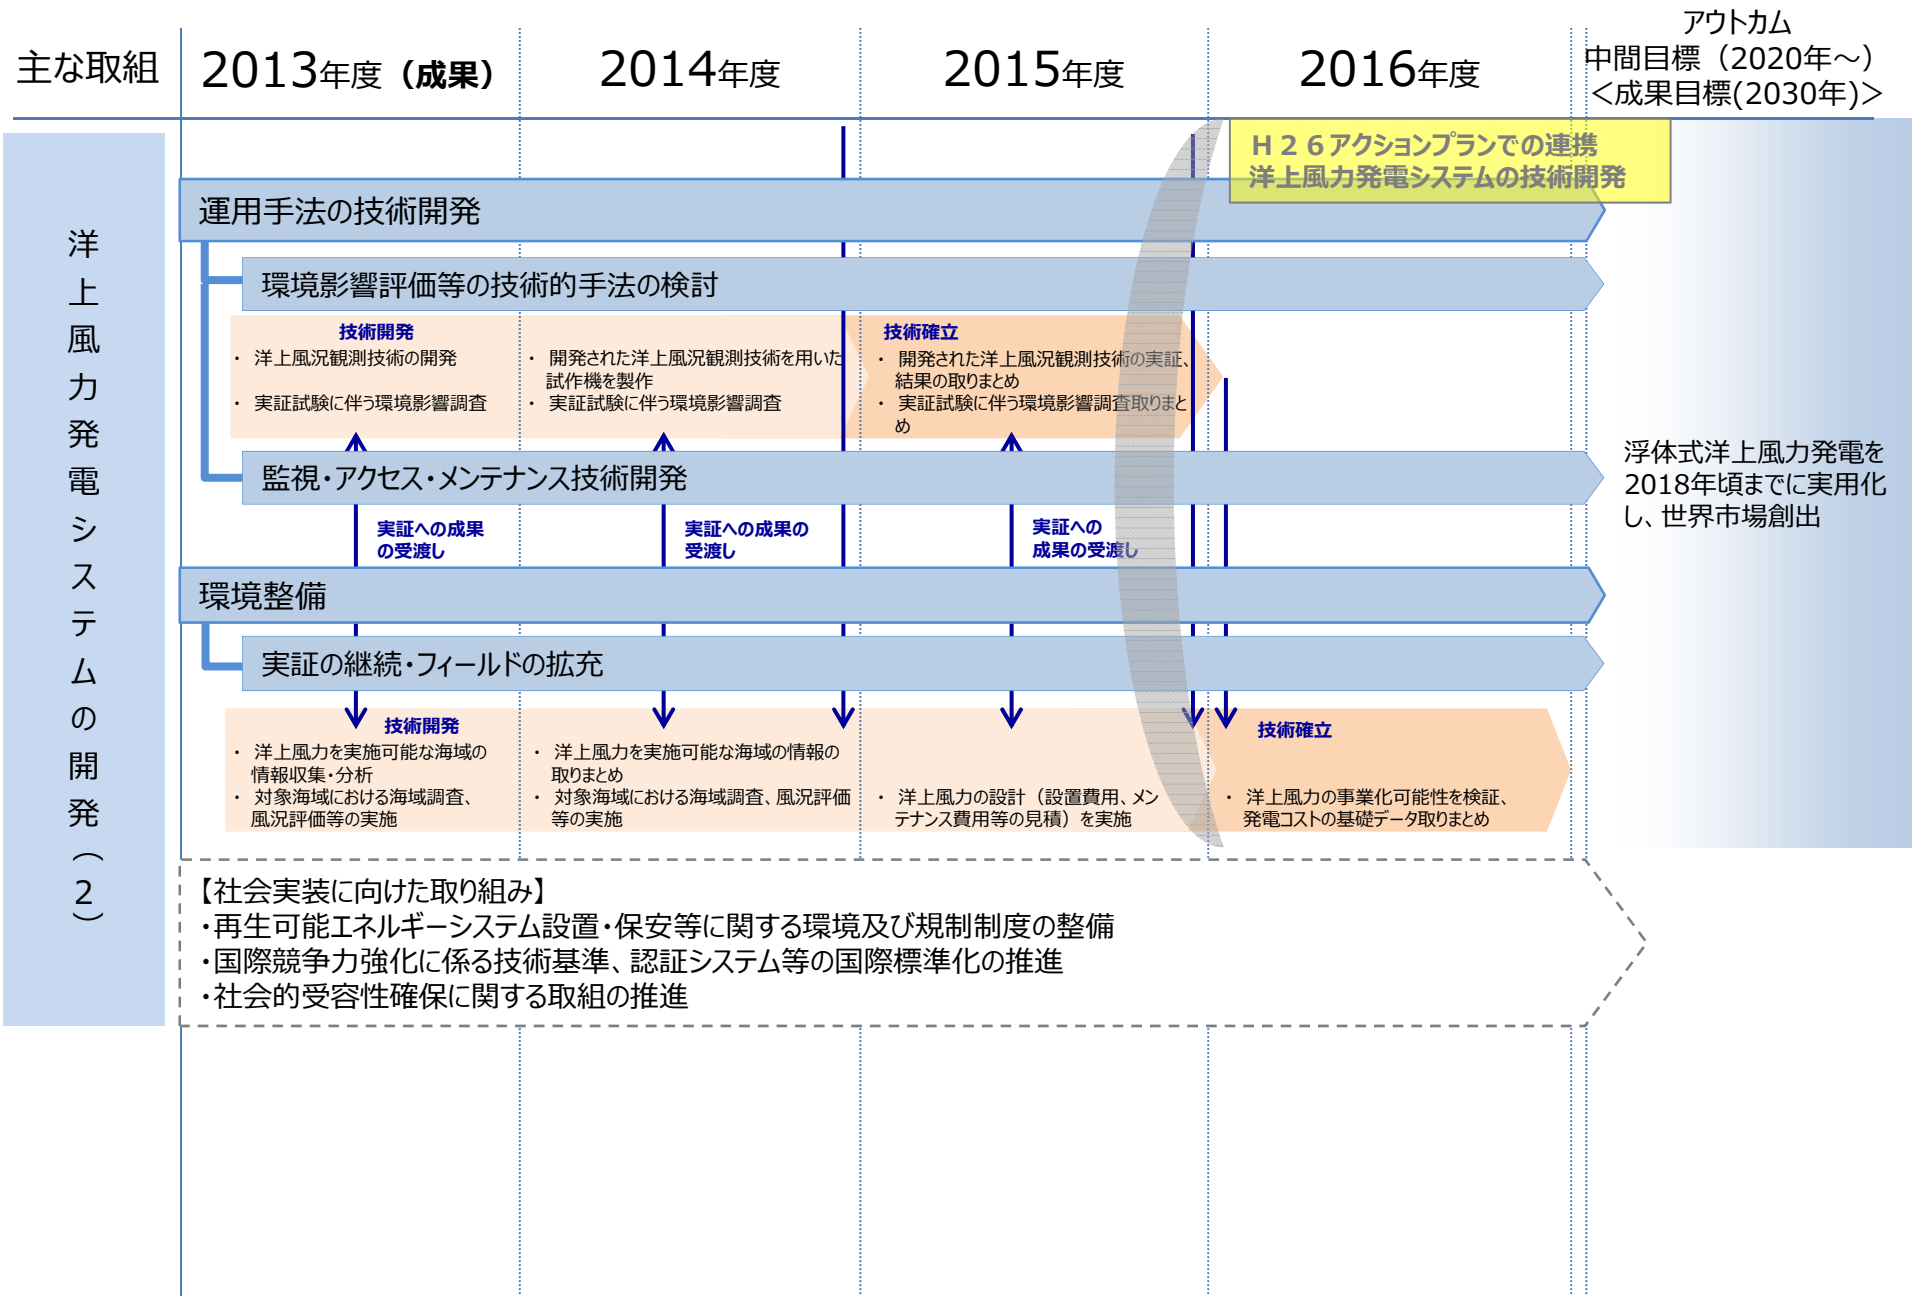 主な取組
2013年度（成果）
2014年度
2015年度
2016年度
アウトカム
中間目標（2020年～）
＜成果目標(2030年)＞
洋上風力発電システムの開発（２）
Ｈ２６アクションプランでの連携
洋上風力発電システムの技術開発
運用手法の技術開発
環境影響評価等の技術的手法の検討
技術開発
・ 洋上風況観測技術の開発
・ 実証試験に伴う環境影響調査
・ 開発された洋上風況観測技術を用いた
試作機を製作
・ 実証試験に伴う環境影響調査
技術確立
・ 開発された洋上風況観測技術の実証、
結果の取りまとめ
・ 実証試験に伴う環境影響調査取りまと
め
監視・アクセス・メンテナンス技術開発
実証への成果
の受渡し
実証への成果の
受渡し
実証への
成果の受渡し
環境整備
実証の継続・フィールドの拡充
技術開発
・ 洋上風力を実施可能な海域の
情報収集・分析
・ 対象海域における海域調査、
風況評価等の実施
・ 洋上風力を実施可能な海域の情報の
取りまとめ
・ 対象海域における海域調査、風況評価
等の実施
・ 洋上風力の設計（設置費用、メン
テナンス費用等の見積）を実施
技術確立
・ 洋上風力の事業化可能性を検証、
発電コストの基礎データ取りまとめ
浮体式洋上風力発電を
2018年頃までに実用化
し、世界市場創出
【社会実装に向けた取り組み】
・再生可能エネルギーシステム設置・保安等に関する環境及び規制制度の整備
・国際競争力強化に係る技術基準、認証システム等の国際標準化の推進
・社会的受容性確保に関する取組の推進